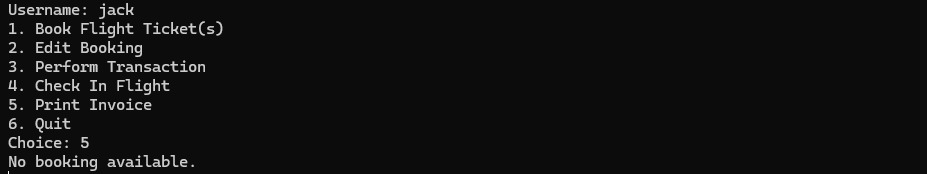 Username: jack
1. Book Flight Ticket(s)
2. Edit Booking
3. Perform Transaction
4. Check In Flight
5. Print Invoice
6. Quit
Choice: 5
No booking available.